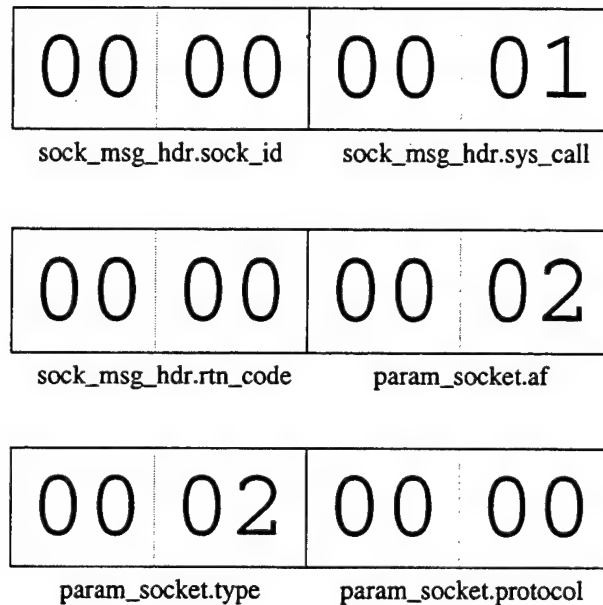 00 00 00 01
sock_msg_hdr.sock_id sock_msg_hdr.sys_call
00 00 00 02
sock_msg_hdr.rtn_code param_socket.af
00 02 00 00
param_socket.type param_socket.protocol